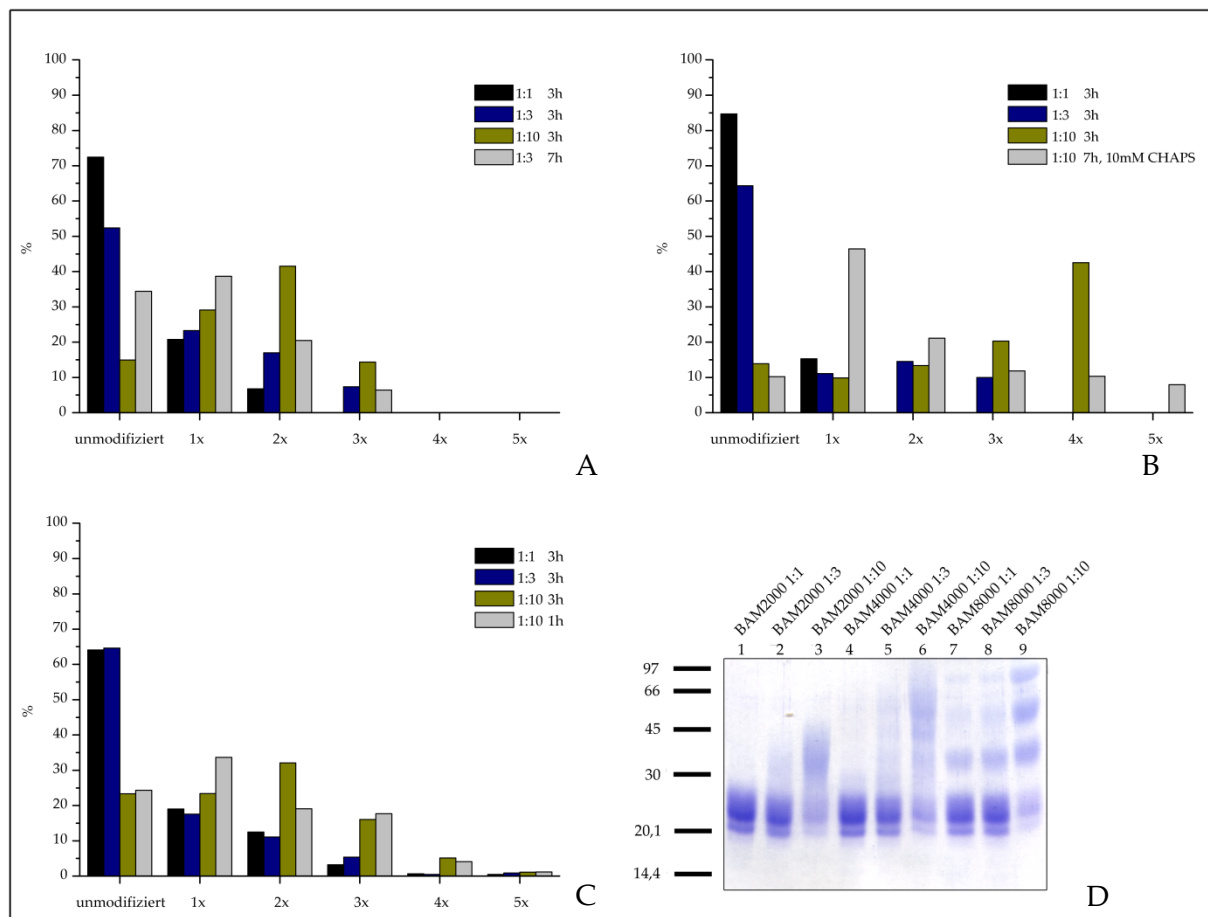 100
90
80
70
60
50
40
30
20
10
0
%
unmodifiziert 1x 2x 3x 4x 5x
1:1 3h
1:3 3h
1:10 3h
1:3 7h
A
100
90
80
70
60
50
40
30
20
10
0
%
unmodifiziert 1x 2x 3x 4x 5x
1:1 3h
1:3 3h
1:10 3h
1:10 7h, 10mM CHAPS
B
100
90
80
70
60
50
40
30
20
10
0
%
unmodifiziert 1x 2x 3x 4x 5x
1:1 3h
1:3 3h
1:10 3h
1:10 1h
C
BAM2000 1:1
BAM2000 1:3
BAM2000 1:10
BAM4000 1:1
BAM4000 1:3
BAM4000 1:10
BAM8000 1:1
BAM8000 1:3
BAM8000 1:10
1 2 3 4 5 6 7 8 9
97
66
45
30
20,1
14,4
D